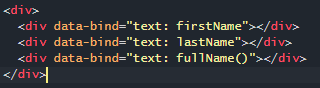 <div>
  <div data-bind="text: firstName"></div>
  <div data-bind="text: lastName"></div>
  <div data-bind="text: fullName()"></div>
</div>